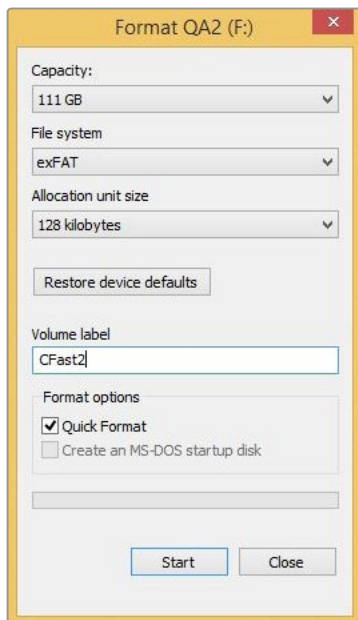 Format QA2 (F:)
Capacity:
111 GB
File system
exFAT
Allocation unit size
128 kilobytes
Restore device defaults
Volume label
CFast2
Format options
Quick Format
Create an MS-DOS startup disk
Start Close